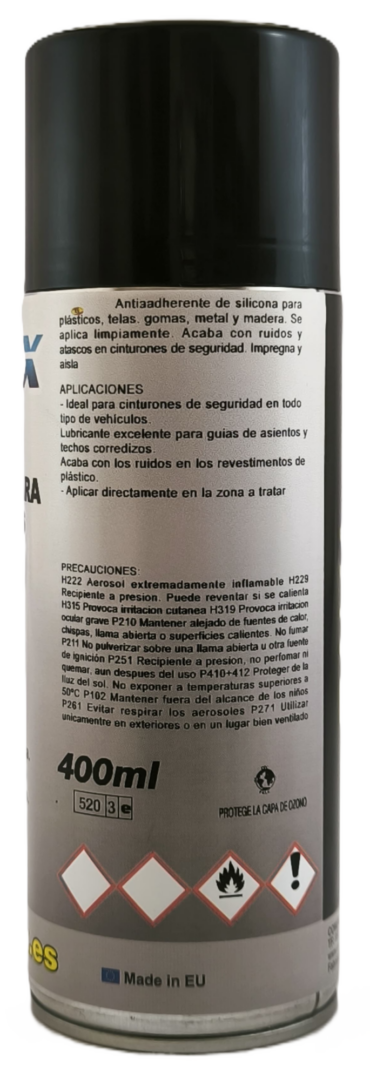 Antiaadherente de silicona para
plásticos, telas. gomas, metal y madera. Se
aplica limpiamente. Acaba con ruidos y
atascos en cinturones de seguridad. Impregna y
aisla
X
APLICACIONES
- Ideal para cinturones de seguridad en todo
tipo de vehiculos.
Lubricante excelente para guias de asientos y
techos corredizos.
Acaba con los ruidos en los revestimentos de
plástico.
- Aplicar directamente en la zona a tratar
RA
PRECAUCIONES:
H222 Aerosol extremadamente inflamable H229
Recipiente a presion. Puede reventar si se calienta
H315 Provoca irritacion cutanea H319 Provoca irritacion
ocular grave P210 Mantener alejado de fuentes de calor,
chispas, llama abierta o superficies calientes. No fumar
P211 No pulverizar sobre una llama abierta u otra fuente
de ignición P251 Recipiente a presion, no perfomar ni
quemar, aun despues del uso P410+412 Proteger de la
lluz del sol. No exponer a temperaturas superiores a
50ºC P102 Mantener fuera del alcance de los niños
P261 Evitar respirar los aerosoles P271 Utilizar
unicamentre en exteriores o en un lugar bien ventilado
400ml
520 3 e
PROTEGE LA CAPA DE OZONO
.es
Made in EU